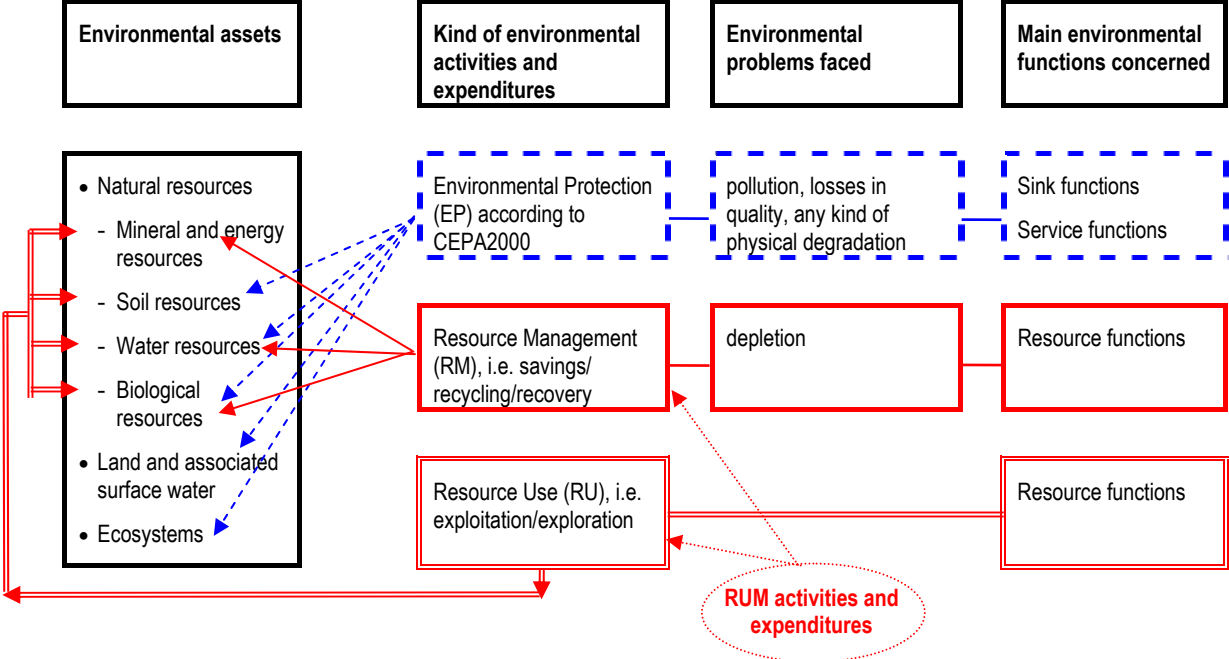 Environmental assets
Kind of environmental
activities and
expenditures
Environmental
problems faced
Main environmental
functions concerned
• Natural resources
- Mineral and energy
resources
- Soil resources
- Water resources
- Biological
resources
• Land and associated
surface water
• Ecosystems
Environmental Protection
(EP) according to
CEPA2000
pollution, losses in
quality, any kind of
physical degradation
Sink functions
Service functions
Resource Management
(RM), i.e. savings/
recycling/recovery
depletion
Resource functions
Resource Use (RU), i.e.
exploitation/exploration
Resource functions
RUM activities and
expenditures